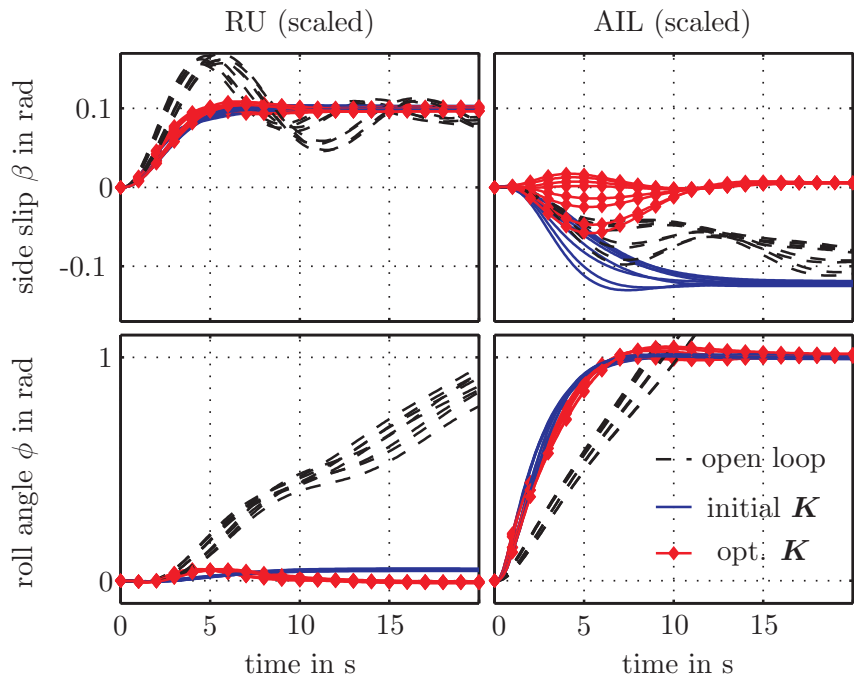 RU (scaled)
AIL (scaled)
side slip β in rad
0.1
0
-0.1
roll angle ϕ in rad
1
0
open loop
initial K
opt. K
0
5
10
15
0
5
10
15
time in s
time in s